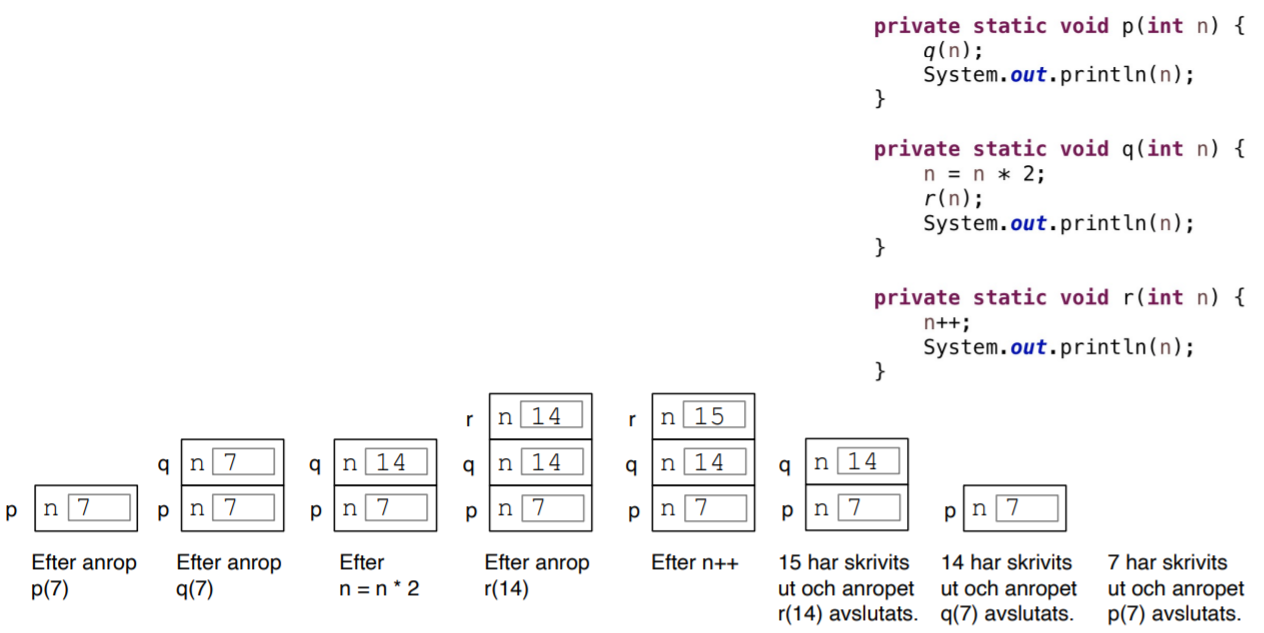 private static void p(int n) {
q(n);
System.out.println(n);
}
private static void q(int n) {
n = n * 2;
r(n);
System.out.println(n);
}
private static void r(int n) {
n++;
System.out.println(n);
}
r n 14 r n 15
q n 7 q n 14 q n 14 q n 14 q n 14
p n 7 p n 7 p n 7 p n 7 p n 7 p n 7 p n 7
Efter anrop Efter anrop Efter Efter anrop Efter n++ 15 har skrivits 14 har skrivits 7 har skrivits
p(7) q(7) n = n * 2 r(14) ut och anropet ut och anropet ut och anropet
r(14) avslutats. q(7) avslutats. p(7) avslutats.